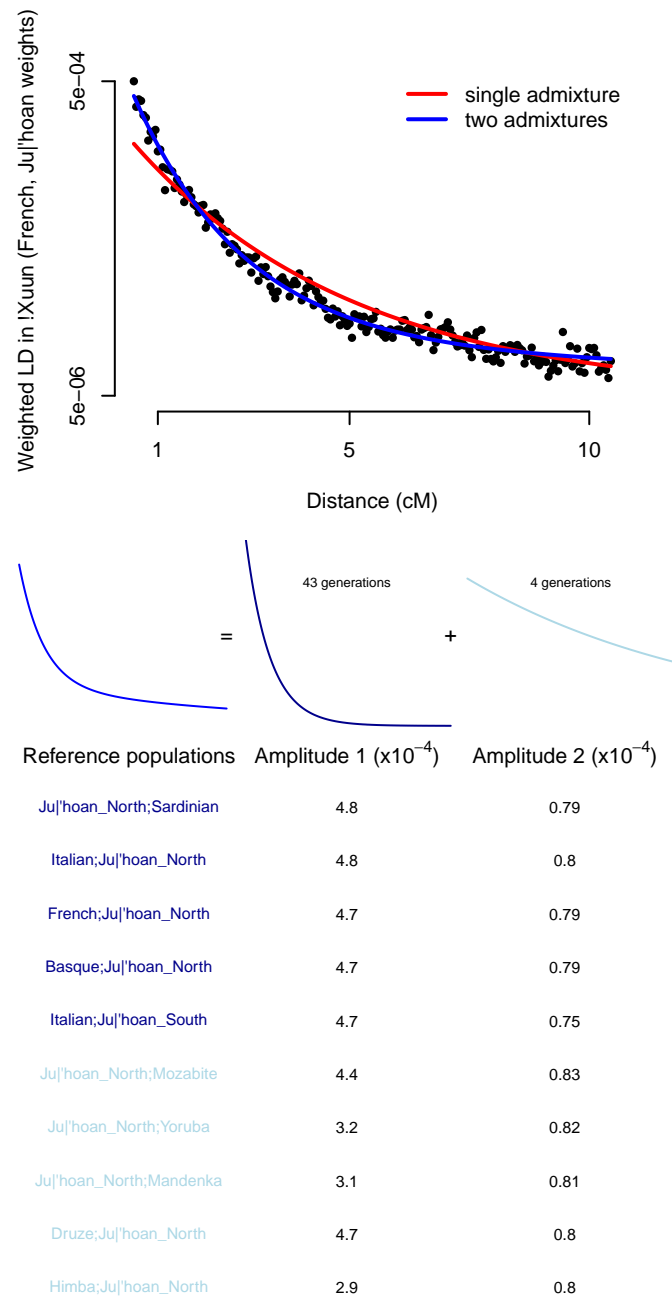 Weighted LD in !Xuun (French, Ju|'hoan weights)
5e−04
5e−06
single admixture
two admixtures
1 5 10
Distance (cM)
43 generations
4 generations
= +
Reference populations Amplitude 1 (x10−4) Amplitude 2 (x10−4)
Ju|'hoan_North;Sardinian 4.8 0.79
Italian;Ju|'hoan_North 4.8 0.8
French;Ju|'hoan_North 4.7 0.79
Basque;Ju|'hoan_North 4.7 0.79
Italian;Ju|'hoan_South 4.7 0.75
Ju|'hoan_North;Mozabite 4.4 0.83
Ju|'hoan_North;Yoruba 3.2 0.82
Ju|'hoan_North;Mandenka 3.1 0.81
Druze;Ju|'hoan_North 4.7 0.8
Himba;Ju|'hoan_North 2.9 0.8